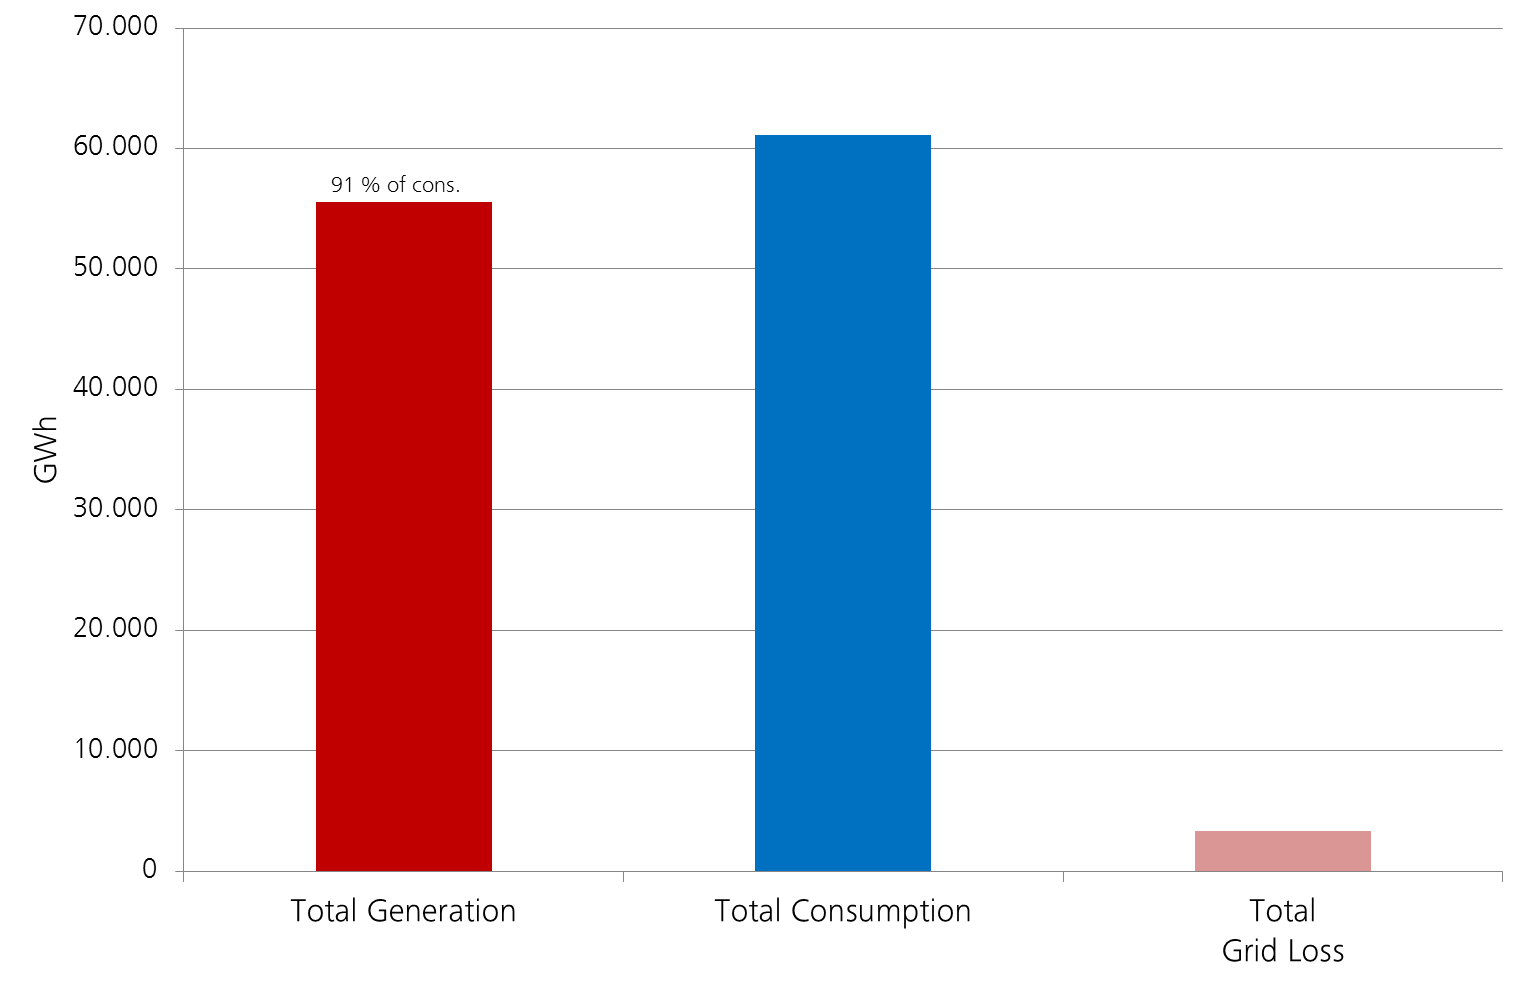 70.000
60.000
50.000
40.000
30.000
20.000
10.000
0
GWh
91 % of cons.
Total Generation
Total Consumption
Total
Grid Loss